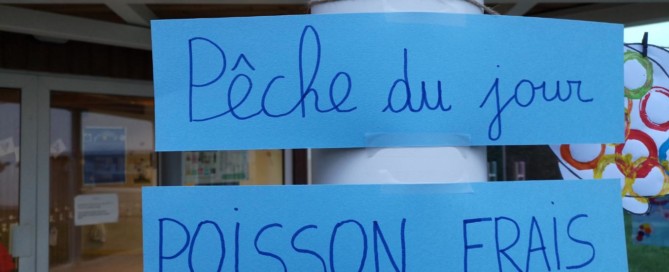 Pêche du jour
POISSON FRAIS